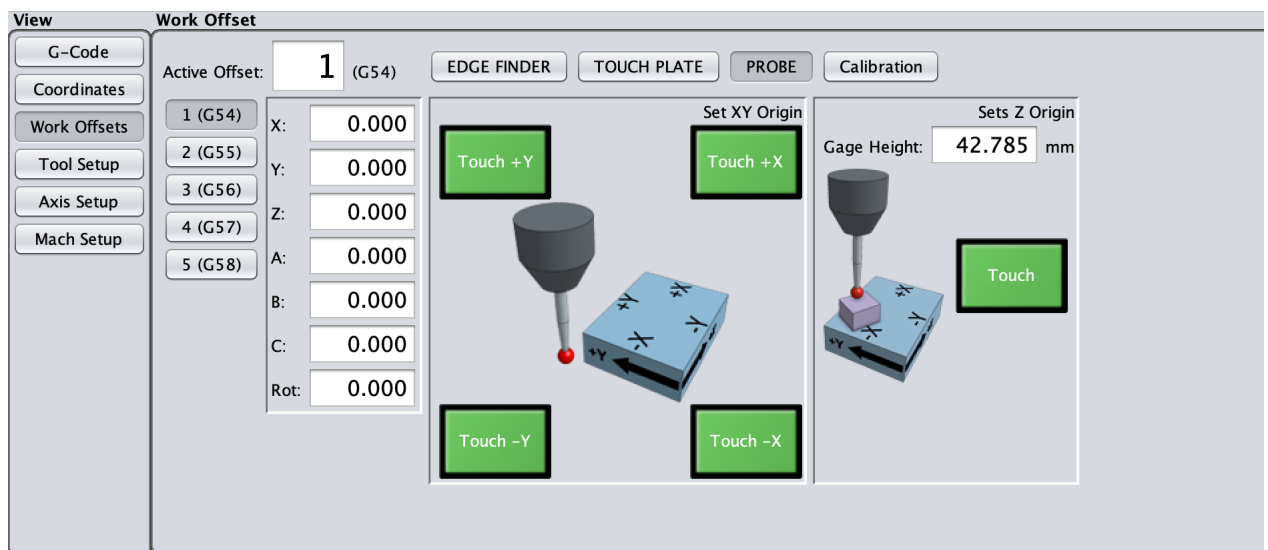 View
Work Offset
G-Code
Coordinates
Work Offsets
Tool Setup
Axis Setup
Mach Setup
Active Offset: 1 (G54)
EDGE FINDER TOUCH PLATE PROBE Calibration
1 (G54)
2 (G55)
3 (G56)
4 (G57)
5 (G58)
X: 0.000
Y: 0.000
Z: 0.000
A: 0.000
B: 0.000
C: 0.000
Rot: 0.000
Set XY Origin
Touch +Y
Touch +X
+Y
+X
-X
-Y
+Y
Touch -Y
Touch -X
Sets Z Origin
Gage Height: 42.785 mm
Touch
+X
-Y
-X
+Y